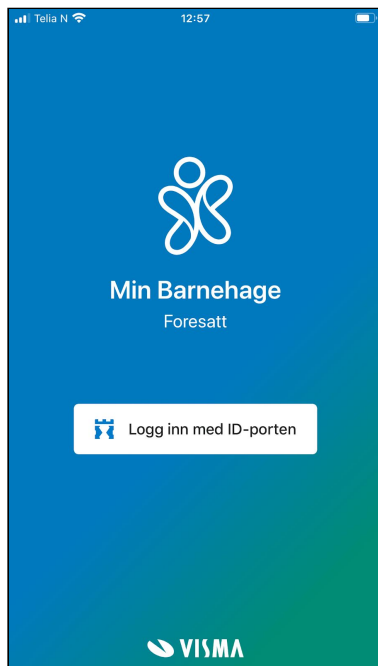 Telia N
12:57
Min Barnehage
Foresatt
Logg inn med ID-porten
VISMA